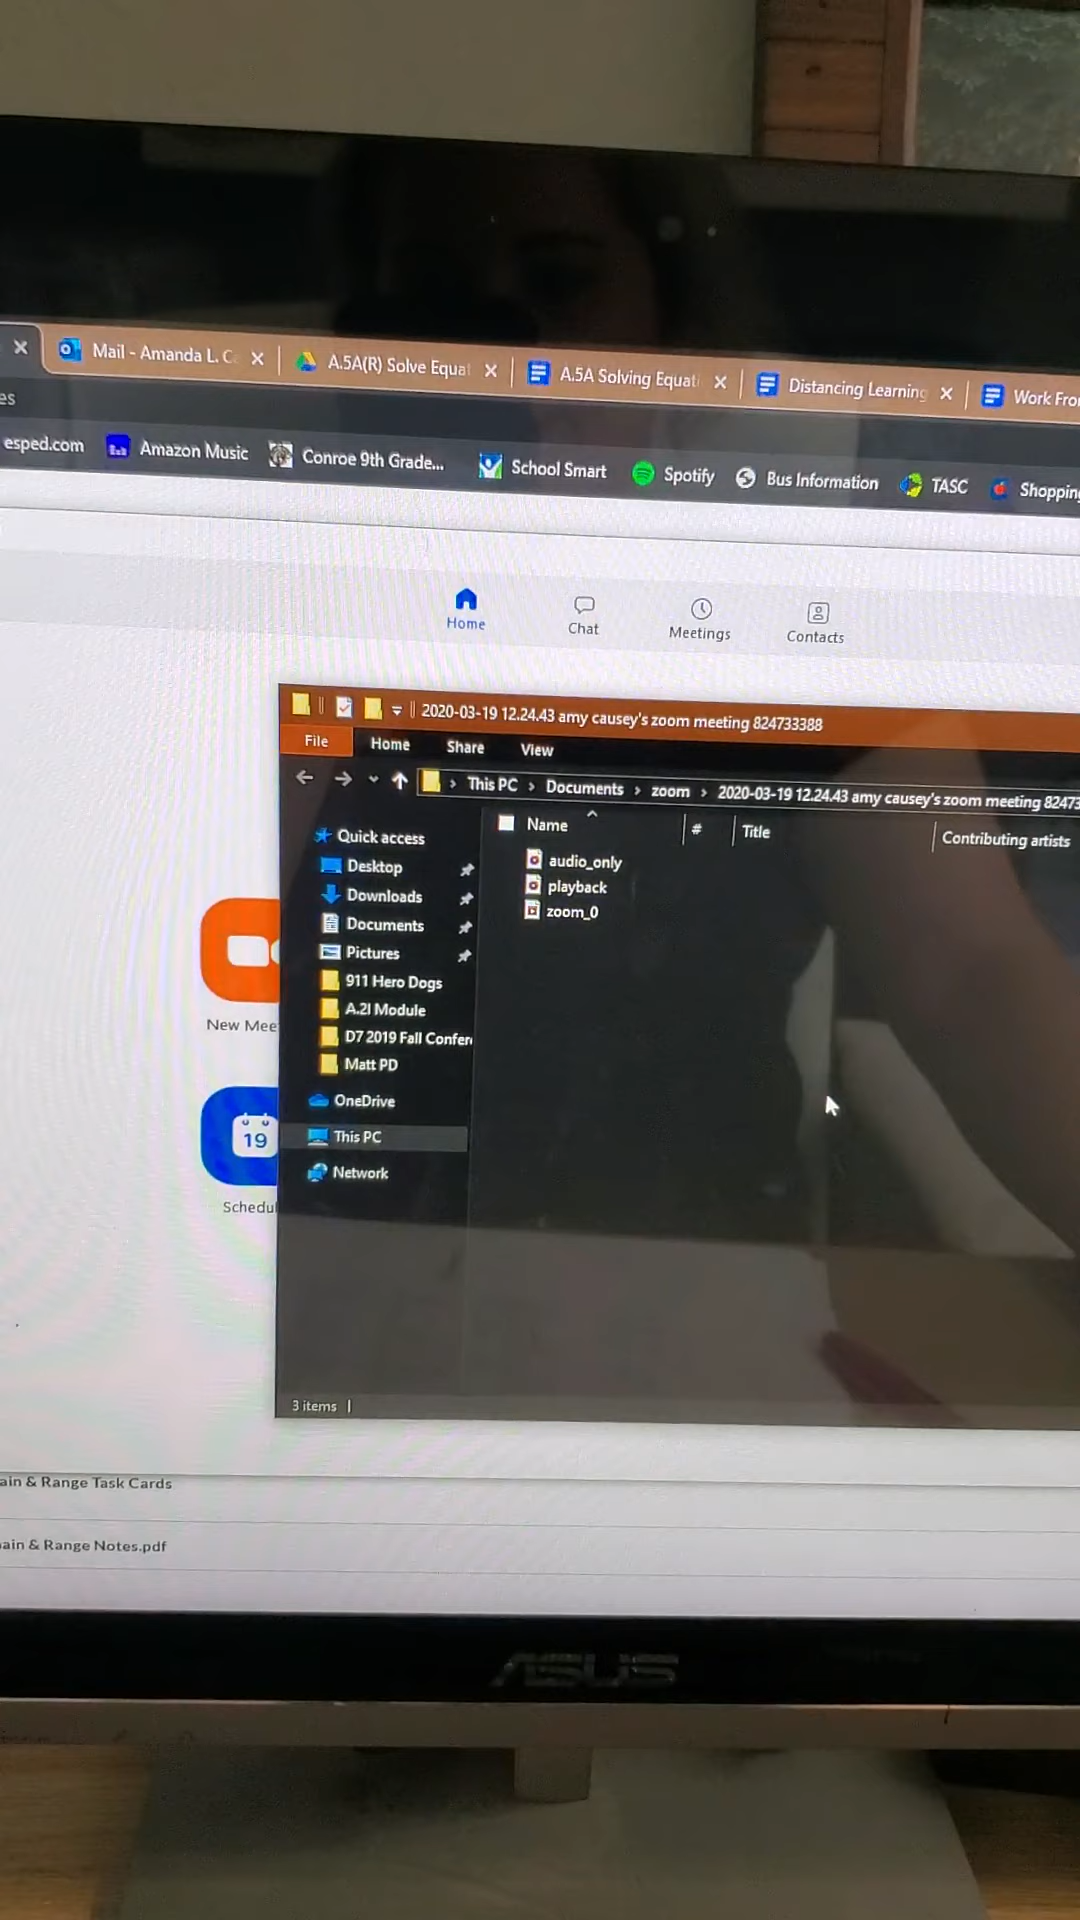 Mail - Amanda L. C
A.5A(R) Solve Equat
A.5A Solving Equati
Distancing Learning
Work Fro
es
esped.com
Amazon Music
Conroe 9th Grade...
School Smart
Spotify
Bus Information
TASC
Shopping
Home
Chat
Meetings
Contacts
2020-03-19 12.24.43 amy causey's zoom meeting 824733388
File
Home
Share
View
This PC > Documents > zoom > 2020-03-19 12.24.43 amy causey's zoom meeting 82473
Name
#
Title
Contributing artists
Quick access
Desktop
Downloads
Documents
Pictures
911 Hero Dogs
A.2I Module
D7 2019 Fall Confer
Matt PD
OneDrive
This PC
Network
audio_only
playback
zoom_0
New Mee
19
Schedul
3 items
ain & Range Task Cards
ain & Range Notes.pdf
ASUS